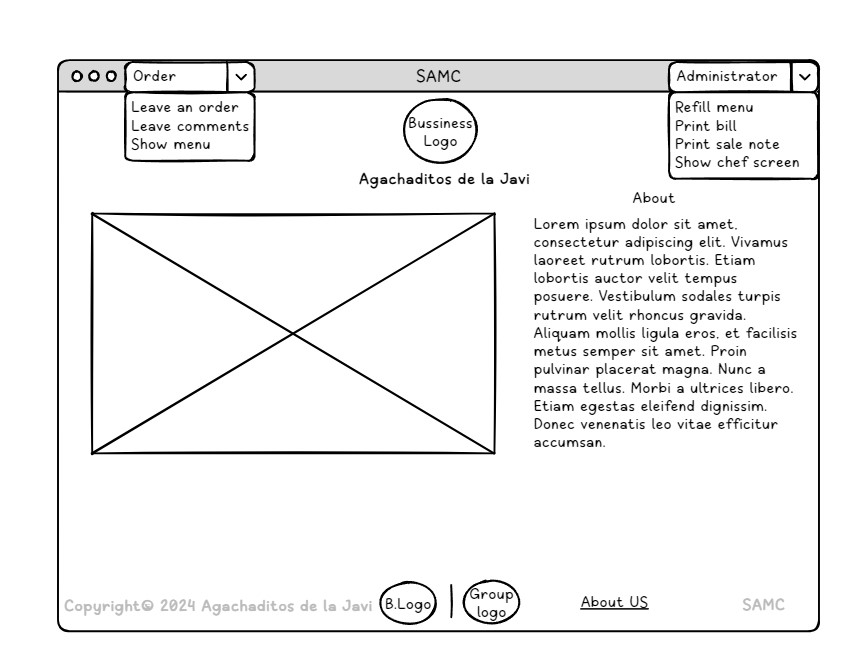 Order
SAMC
Administrator
Leave an order
Leave comments
Show menu
Refill menu
Print bill
Print sale note
Show chef screen
Bussiness
Logo
Agachaditos de la Javi
About
Lorem ipsum dolor sit amet,
consectetur adipiscing elit. Vivamus
laoreet rutrum lobortis. Etiam
lobortis auctor velit tempus
posuere. Vestibulum sodales turpis
rutrum velit rhoncus gravida.
Aliquam mollis ligula eros, et facilisis
metus semper sit amet. Proin
pulvinar placerat magna. Nunc a
massa tellus. Morbi a ultrices libero.
Etiam egestas eleifend dignissim.
Donec venenatis leo vitae efficitur
accumsan.
Copyright© 2024 Agachaditos de la Javi
B.Logo
Group
logo
About US
SAMC